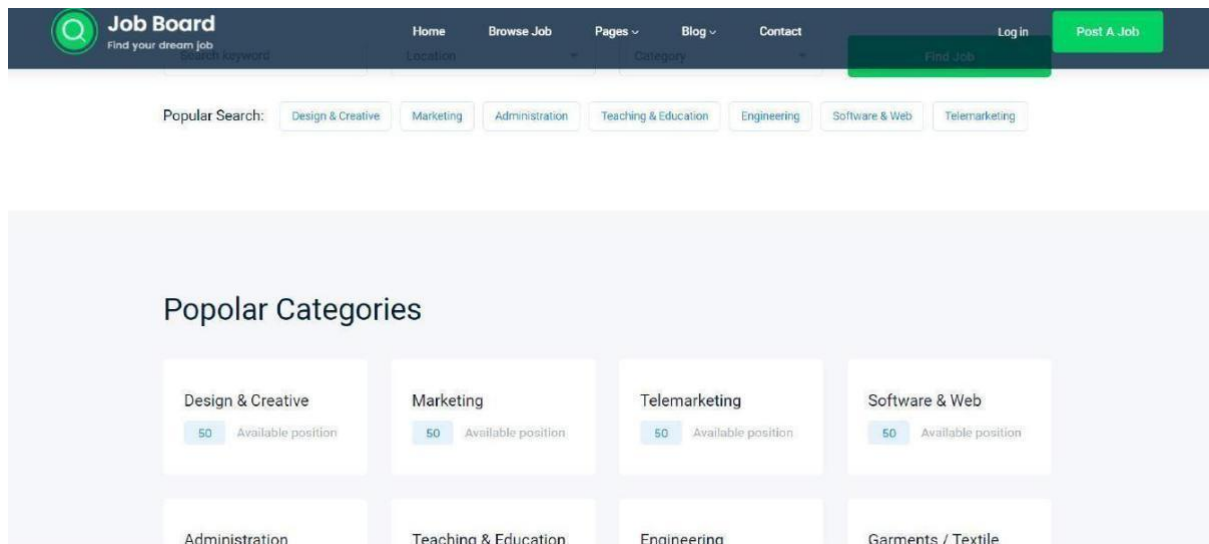 Job Board
Find your dream job
Home Browse Job Pages Blog Contact Log in Post A Job
Search keyword Location Category Find Job
Popular Search: Design & Creative Marketing Administration Teaching & Education Engineering Software & Web Telemarketing
Popolar Categories
Design & Creative Marketing Telemarketing Software & Web
50 Available position 50 Available position 50 Available position 50 Available position
Administration Teaching & Education Engineering Garments / Textile